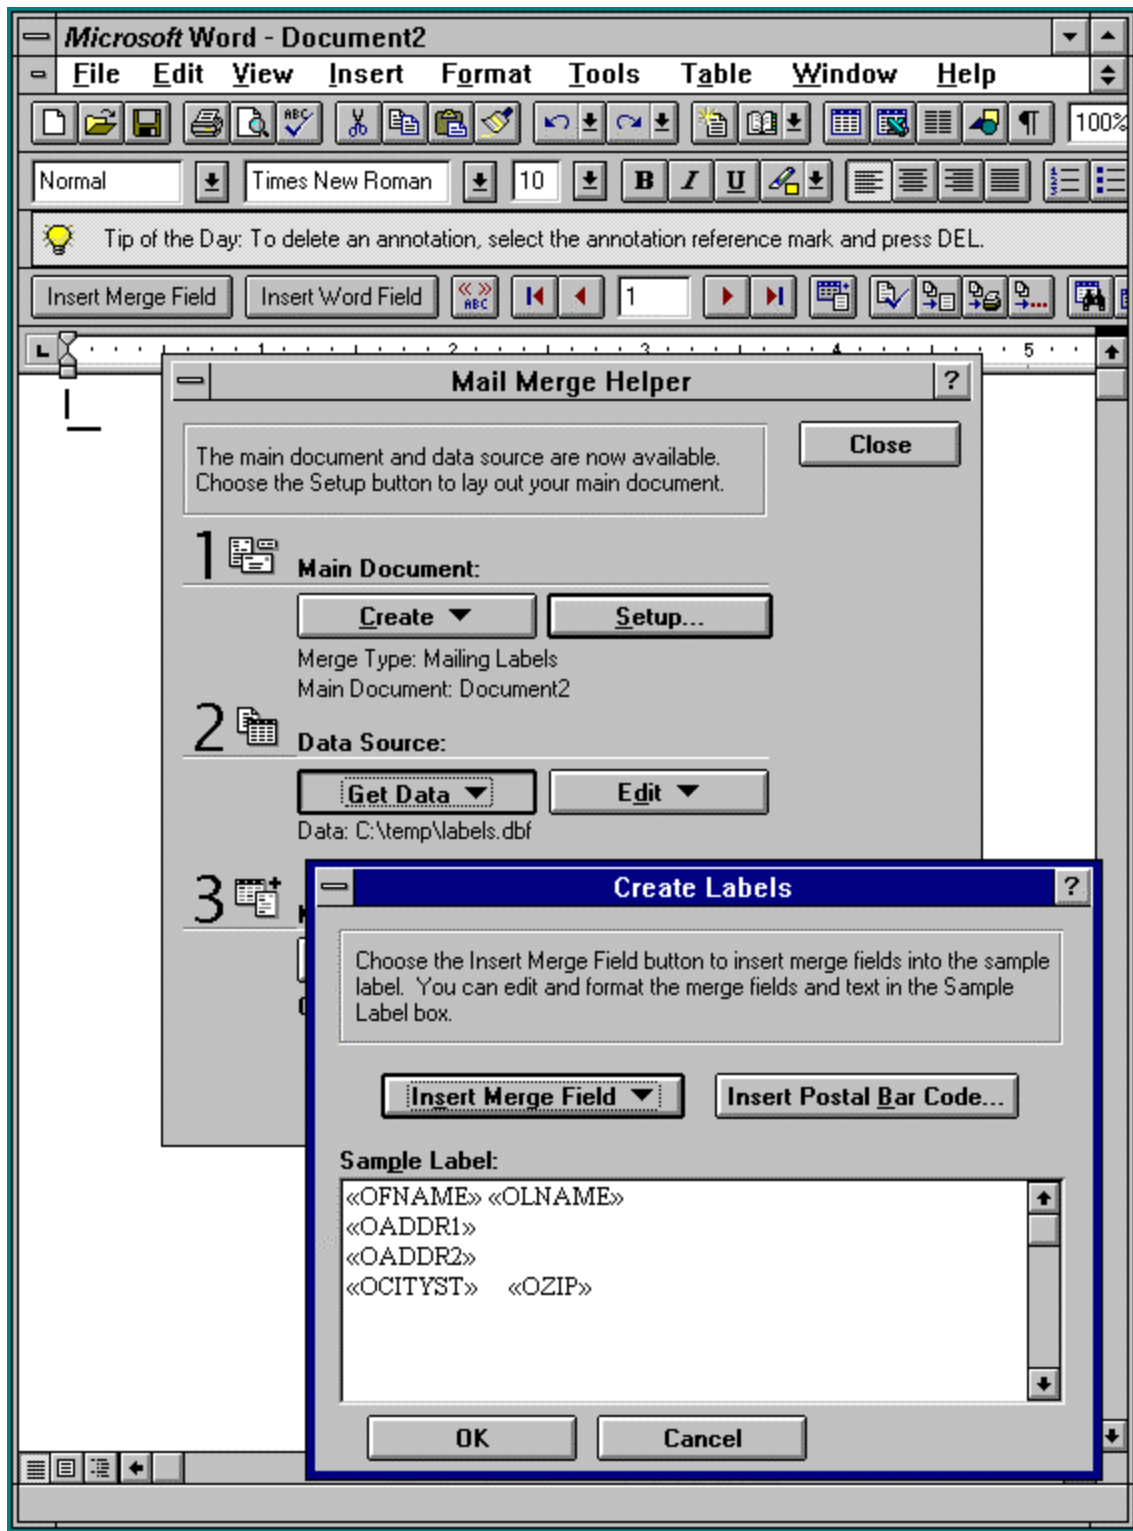 Microsoft Word - Document2
File Edit View Insert Format Tools Table Window Help
ABC 100%
Normal Times New Roman 10 B I U
Tip of the Day: To delete an annotation, select the annotation reference mark and press DEL.
Insert Merge Field Insert Word Field «» ABC 1
L 1 2 3 4 5
Mail Merge Helper ?
The main document and data source are now available.
Choose the Setup button to lay out your main document.
Close
1 Main Document:
Create Setup...
Merge Type: Mailing Labels
Main Document: Document2
2 Data Source:
Get Data Edit
Data: C:\temp\labels.dbf
3
Create Labels ?
Choose the Insert Merge Field button to insert merge fields into the sample
label. You can edit and format the merge fields and text in the Sample
Label box.
Insert Merge Field Insert Postal Bar Code...
Sample Label:
«OFNAME» «OLNAME»
«OADDR1»
«OADDR2»
«OCITYST» «OZIP»
OK Cancel